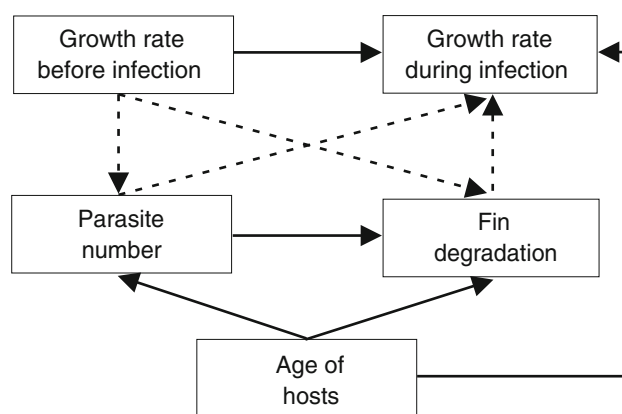 Growth rate
before infection
Growth rate
during infection
Parasite
number
Fin
degradation
Age of
hosts